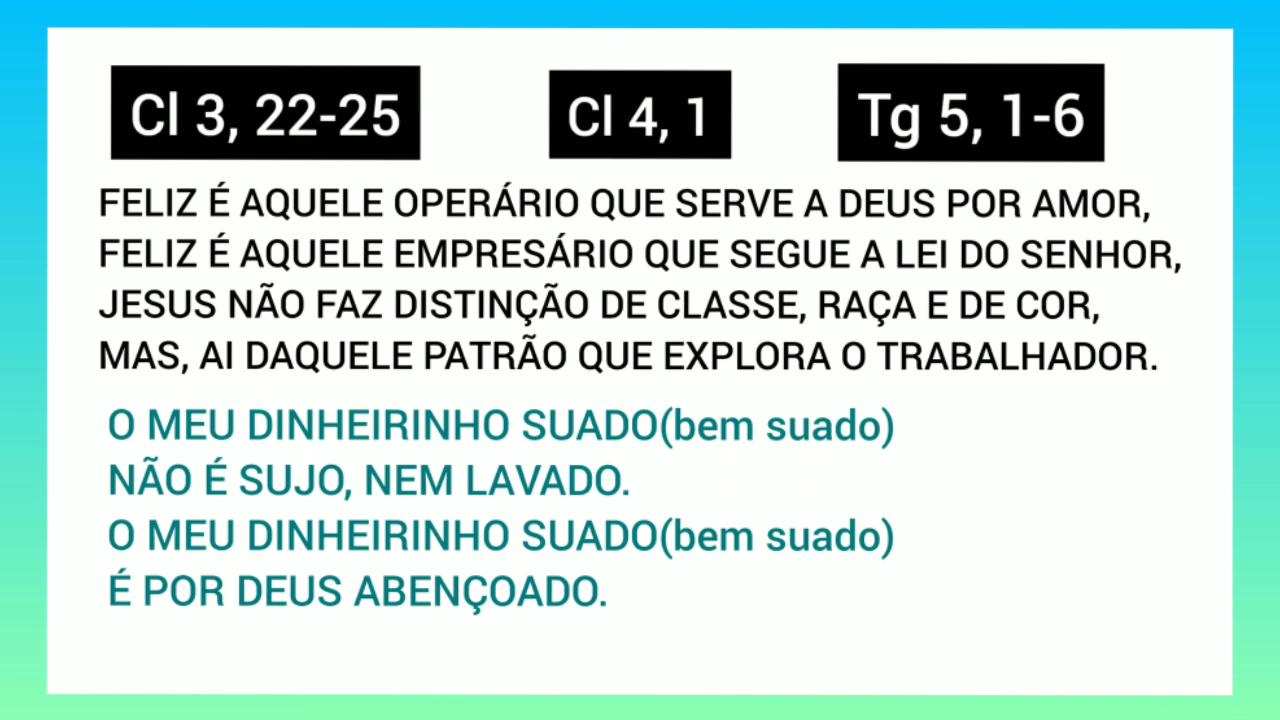 Cl 3, 22-25 Cl 4, 1 Tg 5, 1-6
FELIZ É AQUELE OPERÁRIO QUE SERVE A DEUS POR AMOR,
FELIZ É AQUELE EMPRESÁRIO QUE SEGUE A LEI DO SENHOR,
JESUS NÃO FAZ DISTINÇÃO DE CLASSE, RAÇA E DE COR,
MAS, AI DAQUELE PATRÃO QUE EXPLORA O TRABALHADOR.
O MEU DINHEIRINHO SUADO(bem suado)
NÃO É SUJO, NEM LAVADO.
O MEU DINHEIRINHO SUADO(bem suado)
É POR DEUS ABENÇOADO.